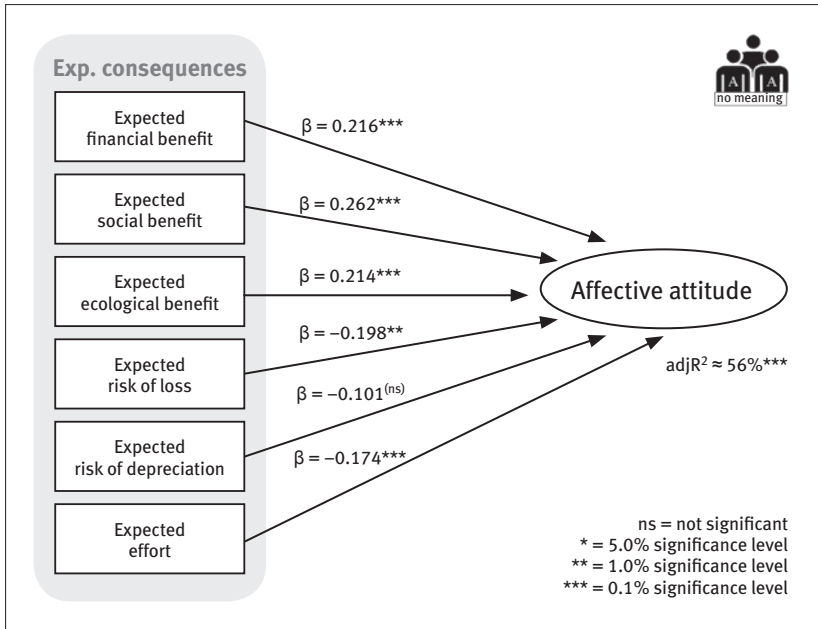 Exp. consequences
Expected
financial benefit
Expected
social benefit
Expected
ecological benefit
Expected
risk of loss
Expected
risk of depreciation
Expected
effort
β = 0.216***
β = 0.262***
β = 0.214***
β = –0.198**
β = –0.101(ns)
β = –0.174***
Affective attitude
adjR² ≈ 56%***
A A
no meaning
ns = not significant
* = 5.0% significance level
** = 1.0% significance level
*** = 0.1% significance level